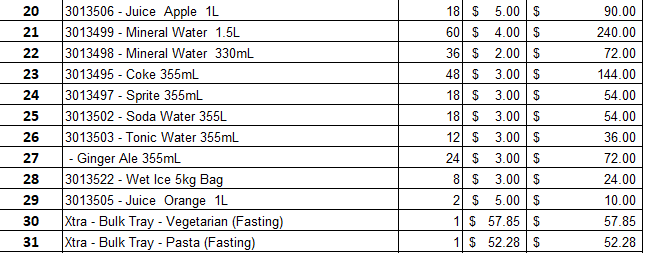 20 3013506 - Juice  Apple  1L 18 $ 5.00 $ 90.00
21 3013499 - Mineral Water  1.5L 60 $ 4.00 $ 240.00
22 3013498 - Mineral Water  330mL 36 $ 2.00 $ 72.00
23 3013495 - Coke 355mL 48 $ 3.00 $ 144.00
24 3013497 - Sprite 355mL 18 $ 3.00 $ 54.00
25 3013502 - Soda Water 355L 18 $ 3.00 $ 54.00
26 3013503 - Tonic Water 355mL 12 $ 3.00 $ 36.00
27 - Ginger Ale 355mL 24 $ 3.00 $ 72.00
28 3013522 - Wet Ice 5kg Bag 8 $ 3.00 $ 24.00
29 3013505 - Juice  Orange  1L 2 $ 5.00 $ 10.00
30 Xtra - Bulk Tray - Vegetarian (Fasting) 1 $ 57.85 $ 57.85
31 Xtra - Bulk Tray - Pasta (Fasting) 1 $ 52.28 $ 52.28